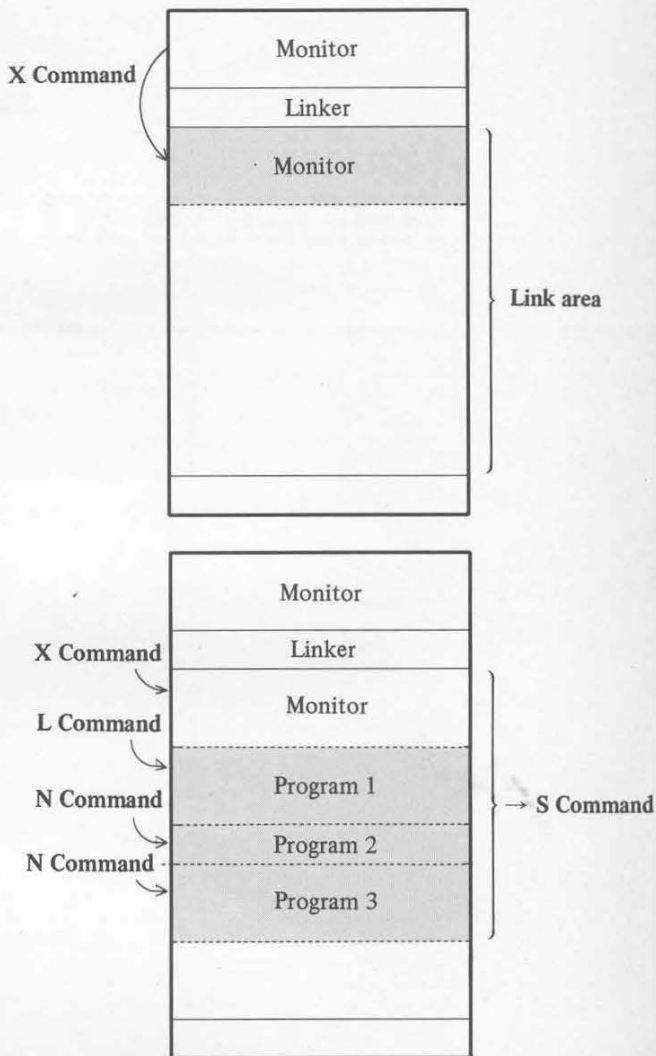 Monitor
X Command
Linker
Monitor
Link area
Monitor
Linker
X Command
Monitor
L Command
Program 1
N Command
→ S Command
Program 2
N Command
Program 3